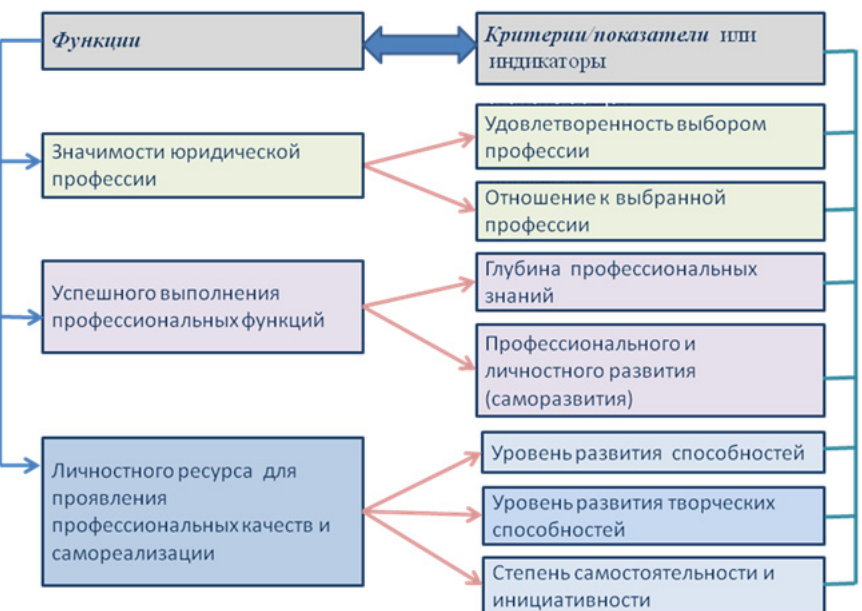 Функции
Критерии/показатели или
индикаторы
Значимости юридической
профессии
Удовлетворенность выбором
профессии
Отношение к выбранной
профессии
Успешного выполнения
профессиональных функций
Глубина профессиональных
знаний
Профессионального и
личностного развития
(саморазвития)
Личностного ресурса для
проявления
профессиональных качеств и
самореализации
Уровень развития способностей
Уровень развития творческих
способностей
Степень самостоятельности и
инициативности